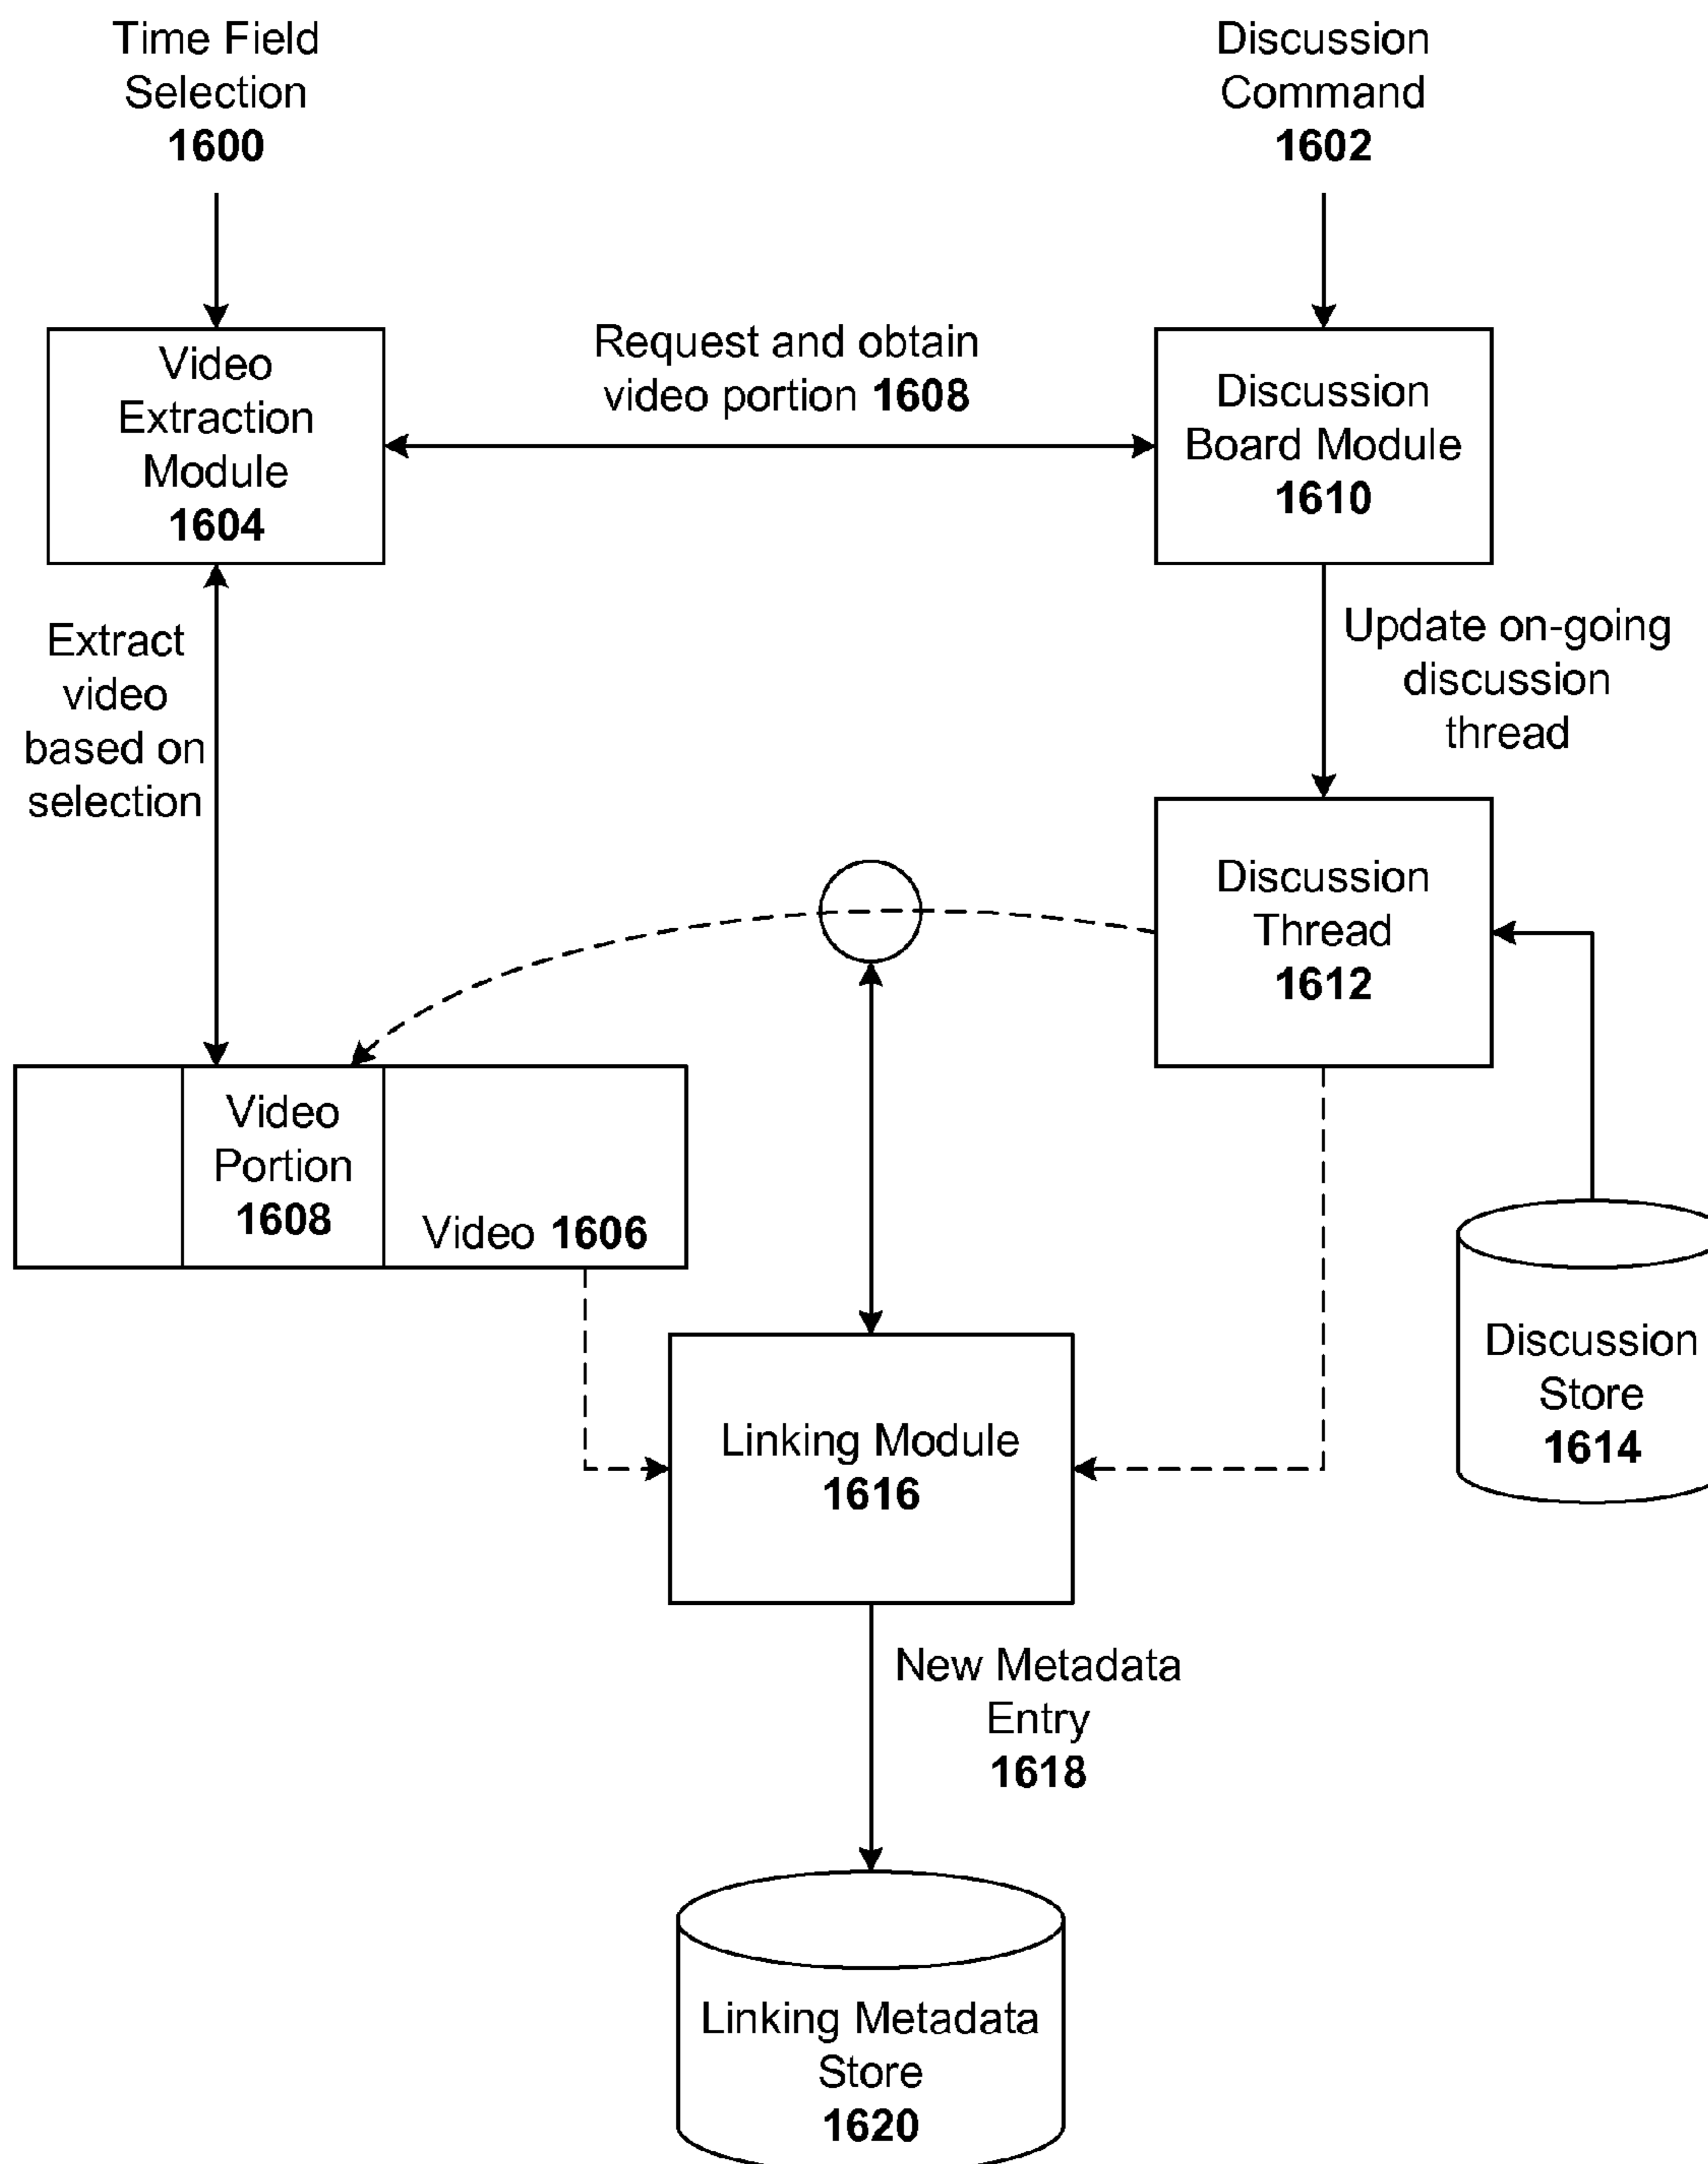 Time Field
Selection
1600
Discussion
Command
1602
Video
Extraction
Module
1604
Request and obtain
video portion 1608
Discussion
Board Module
1610
Extract
video
based on
selection
Update on-going
discussion
thread
Discussion
Thread
1612
Video
Portion
1608
Video 1606
Discussion
Store
1614
Linking Module
1616
New Metadata
Entry
1618
Linking Metadata
Store
1620